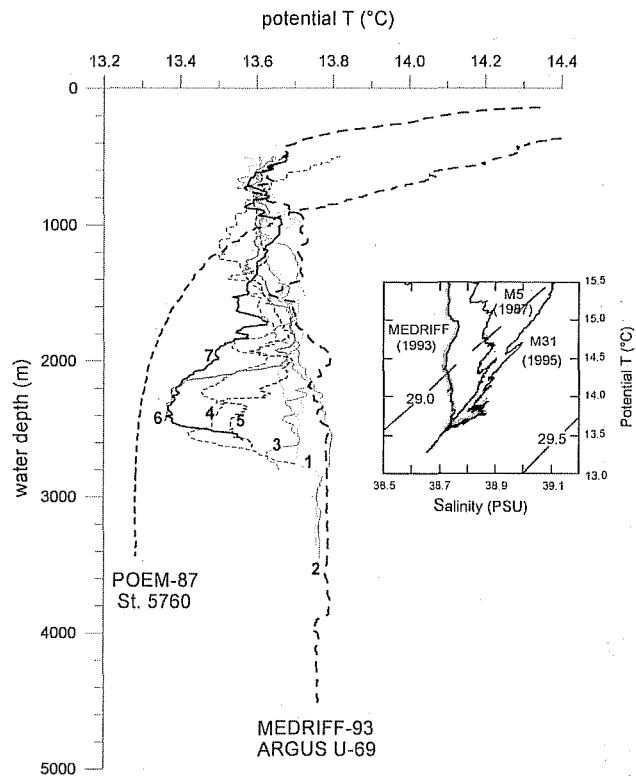 potential T (°C)
13.2 13.4 13.6 13.8 14.0 14.2 14.4
0
1000
2000
3000
4000
5000
water depth (m)
7
6
4
5
3
1
2
POEM-87
St. 5760
MEDRIFF-93
ARGUS U-69
M5
(1987)
MEDRIFF
(1993)
M31
(1995)
29.0
29.5
15.5
15.0
14.5
14.0
13.5
13.0
Potential T (°C)
38.5 38.7 38.9 39.1
Salinity (PSU)